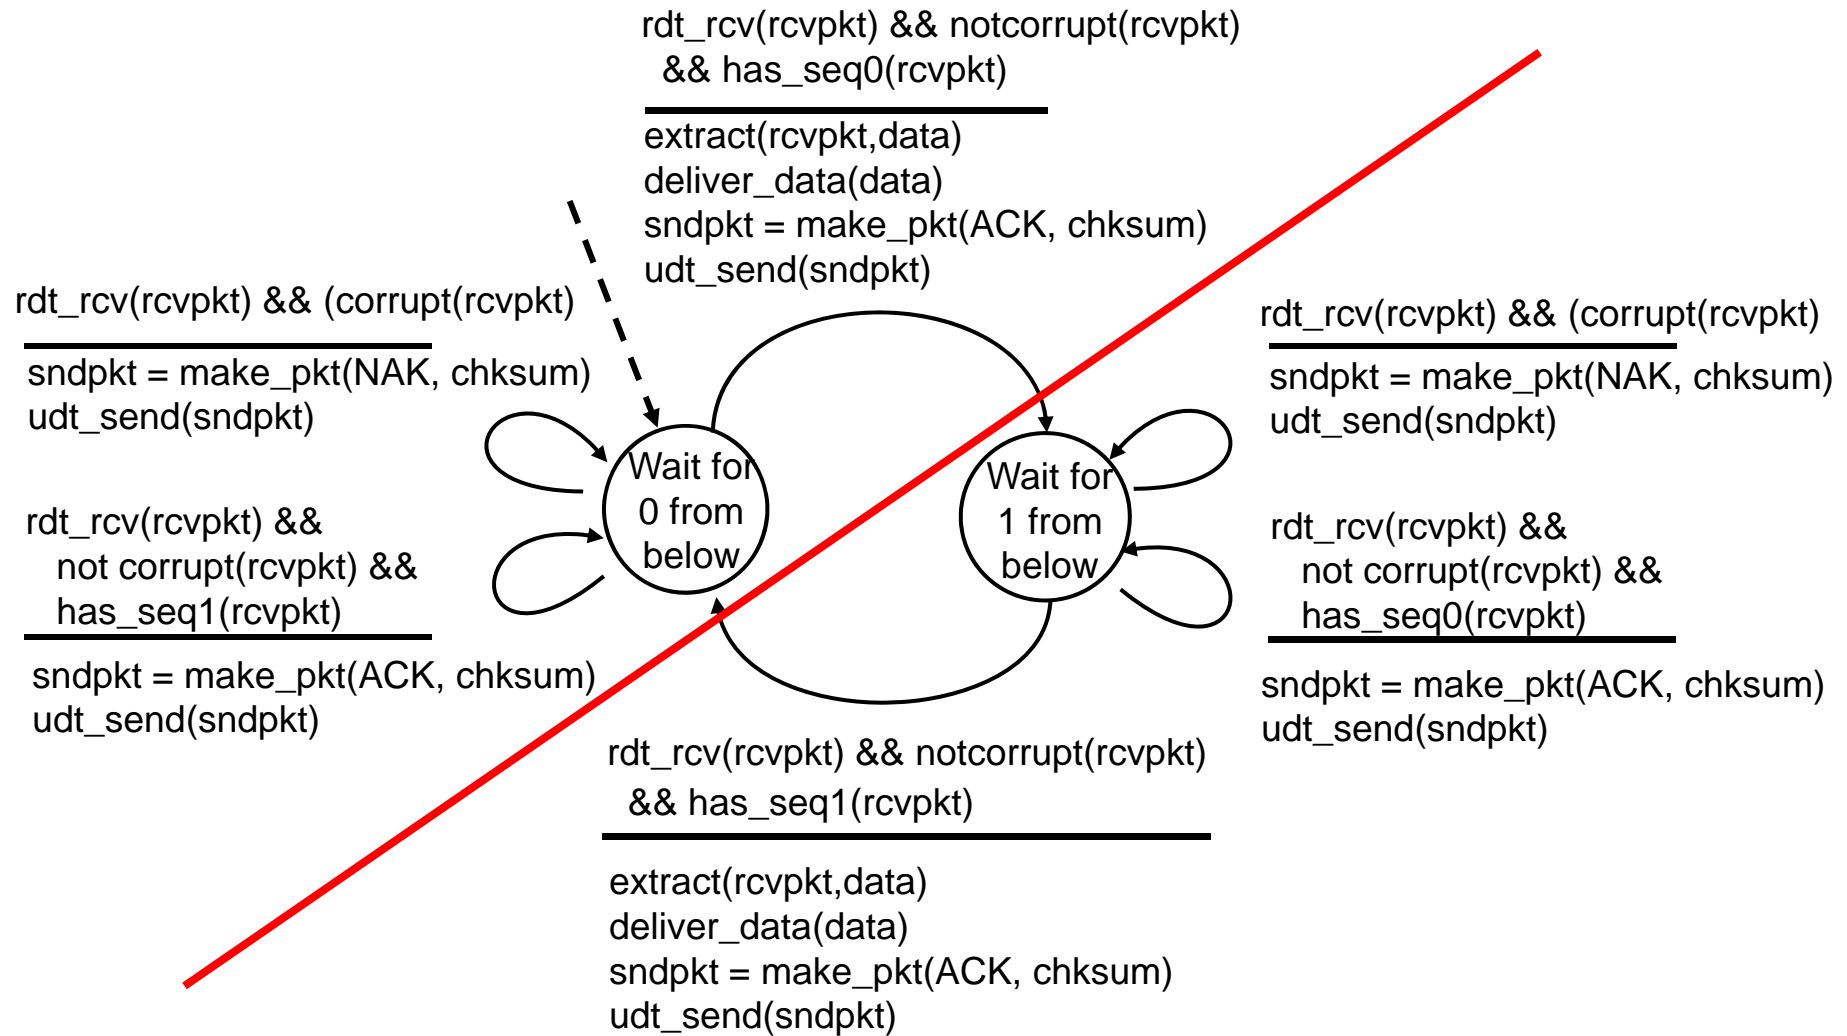 rdt_rcv(rcvpkt) && notcorrupt(rcvpkt)
&& has_seq0(rcvpkt)
extract(rcvpkt,data)
deliver_data(data)
sndpkt = make_pkt(ACK, chksum)
udt_send(sndpkt)
rdt_rcv(rcvpkt) && (corrupt(rcvpkt)
sndpkt = make_pkt(NAK, chksum)
udt_send(sndpkt)
rdt_rcv(rcvpkt) &&
not corrupt(rcvpkt) &&
has_seq1(rcvpkt)
sndpkt = make_pkt(ACK, chksum)
udt_send(sndpkt)
Wait for
0 from
below
Wait for
1 from
below
rdt_rcv(rcvpkt) && (corrupt(rcvpkt)
sndpkt = make_pkt(NAK, chksum)
udt_send(sndpkt)
rdt_rcv(rcvpkt) &&
not corrupt(rcvpkt) &&
has_seq0(rcvpkt)
sndpkt = make_pkt(ACK, chksum)
udt_send(sndpkt)
rdt_rcv(rcvpkt) && notcorrupt(rcvpkt)
&& has_seq1(rcvpkt)
extract(rcvpkt,data)
deliver_data(data)
sndpkt = make_pkt(ACK, chksum)
udt_send(sndpkt)